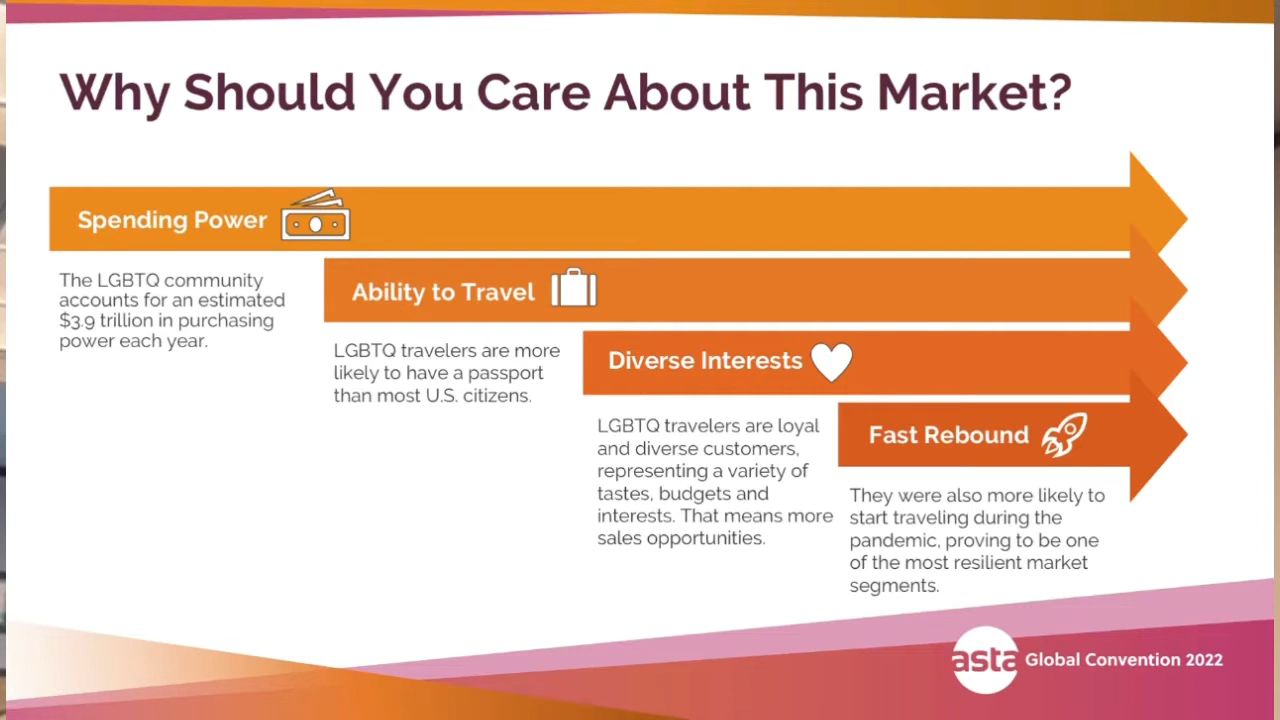 Why Should You Care About This Market?
Spending Power
The LGBTQ community
accounts for an estimated
$3.9 trillion in purchasing
power each year.
Ability to Travel
LGBTQ travelers are more
likely to have a passport
than most U.S. citizens.
Diverse Interests
LGBTQ travelers are loyal
and diverse customers,
representing a variety of
tastes, budgets and
interests. That means more
sales opportunities.
Fast Rebound
They were also more likely to
start traveling during the
pandemic, proving to be one
of the most resilient market
segments.
asta Global Convention 2022